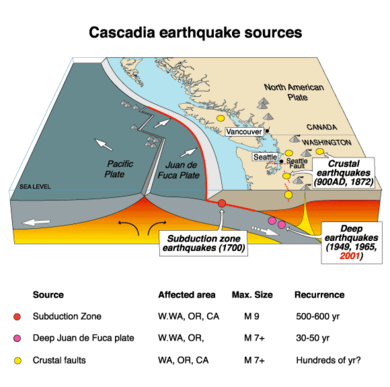 Cascadia earthquake sources
North American
Plate
Vancouver
CANADA
WASHINGTON
Seattle
Seattle
Fault
Crustal
earthquakes
(900AD, 1872)
Pacific
Plate
Juan de
Fuca Plate
SEA LEVEL
Subduction zone
earthquakes (1700)
Deep
earthquakes
(1949, 1965,
2001)
Source Affected area Max. Size Recurrence
Subduction Zone W.WA, OR, CA M 9 500-600 yr
Deep Juan de Fuca plate W.WA, OR, M 7+ 30-50 yr
Crustal faults WA, OR, CA M 7+ Hundreds of yr?